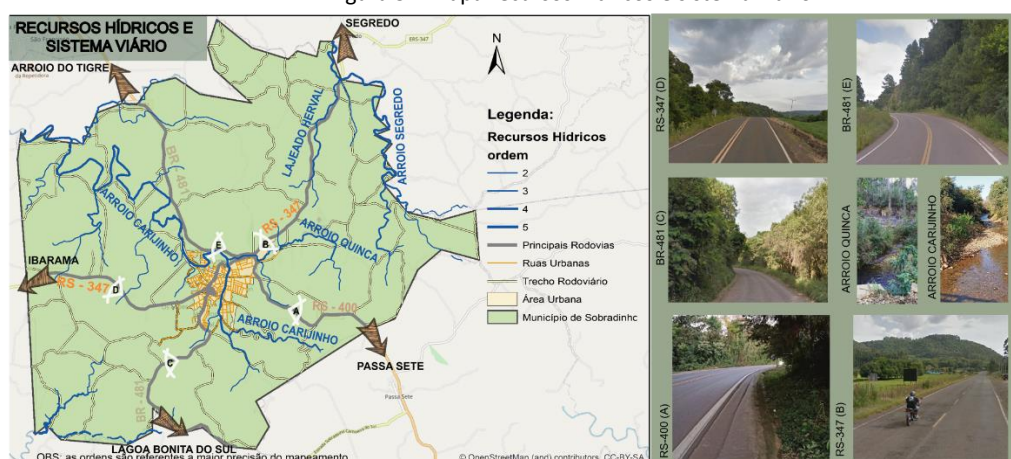 RECURSOS HÍDRICOS E
SISTEMA VIÁRIO
SEGREDO
ERS-347
ARROIO DO TIGRE
N
LAJEADO HERVAL
ARROIO SEGREDO
BR - 481
ARROIO CARIJINHO
RS - 347
ARROIO QUINCA
E
B
IBARAMA
RS - 347
D
A
RS - 400
ARROIO CARIJINHO
C
PASSA SETE
Passa Sete
BR - 481
LAGOA BONITA DO SUL
OBS: as ordens são referentes a maior precisão do mapeamento
© OpenStreetMap (and) contributors, CC-BY-SA
Legenda:
Recursos Hidricos
ordem
2
3
4
5
Principais Rodovias
Ruas Urbanas
Trecho Rodoviário
Área Urbana
Município de Sobradinho
RS-347 (D)
BR-481 (E)
BR-481 (C)
ARROIO QUINCA
ARROIO CARIJINHO
RS-400 (A)
RS-347 (B)